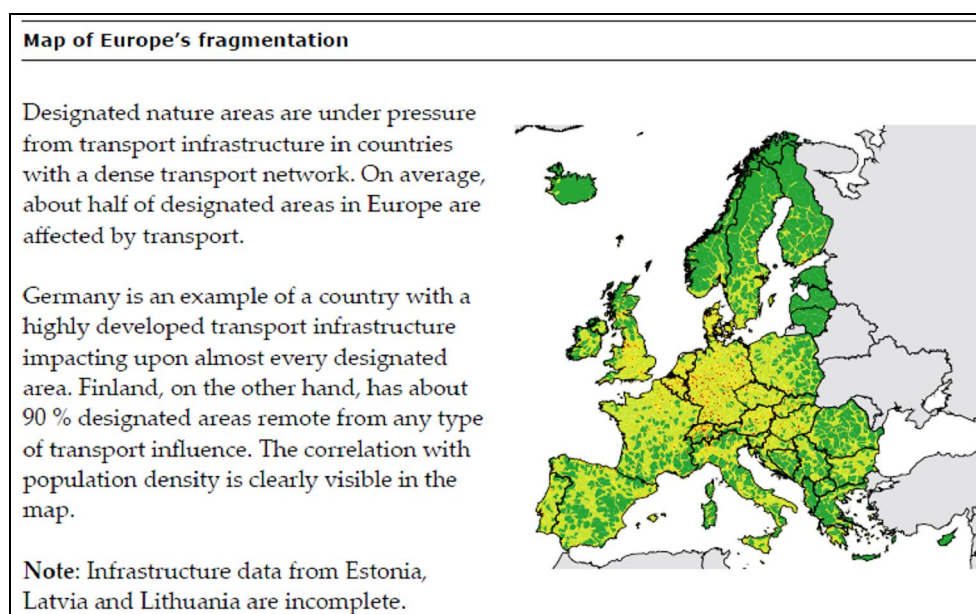 Map of Europe's fragmentation
Designated nature areas are under pressure
from transport infrastructure in countries
with a dense transport network. On average,
about half of designated areas in Europe are
affected by transport.
Germany is an example of a country with a
highly developed transport infrastructure
impacting upon almost every designated
area. Finland, on the other hand, has about
90 % designated areas remote from any type
of transport influence. The correlation with
population density is clearly visible in the
map.
Note: Infrastructure data from Estonia,
Latvia and Lithuania are incomplete.